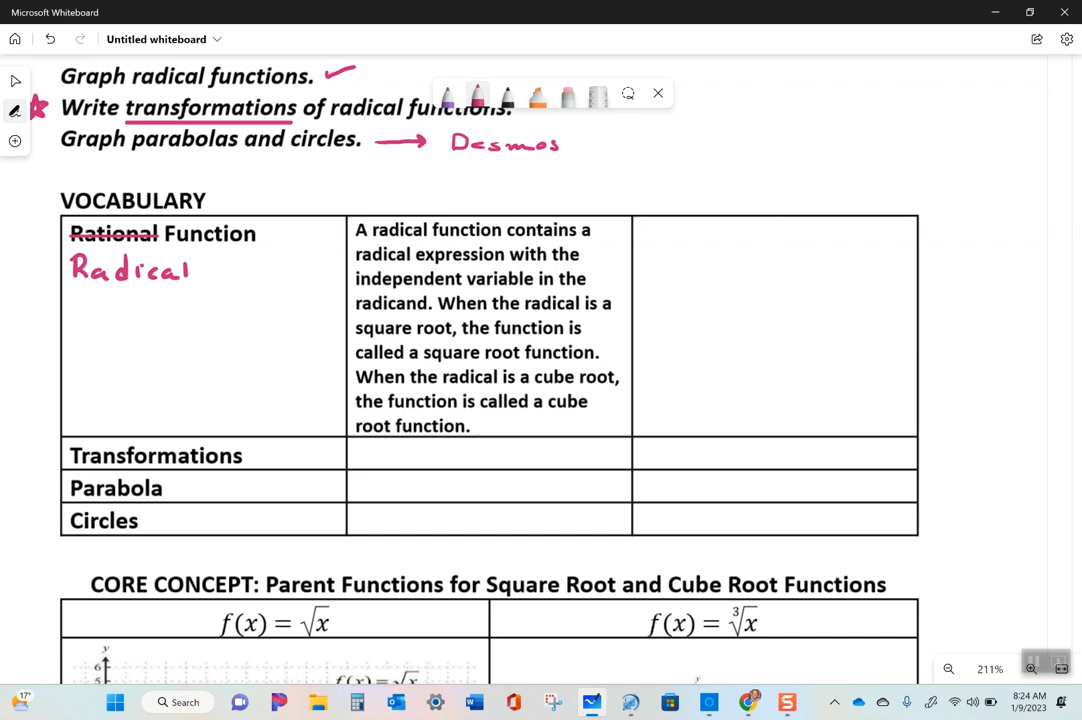 Microsoft Whiteboard
Untitled whiteboard
Graph radical functions.
Write transformations of radical functions.
Graph parabolas and circles. → Desmos
VOCABULARY
Rational Function
Radical
A radical function contains a
radical expression with the
independent variable in the
radicand. When the radical is a
square root, the function is
called a square root function.
When the radical is a cube root,
the function is called a cube
root function.
Transformations
Parabola
Circles
CORE CONCEPT: Parent Functions for Square Root and Cube Root Functions
f(x) = √x
f(x) = ∛x
y
6
5
f(x) = √x
y
211%
17°
Search
8:24 AM
1/9/2023